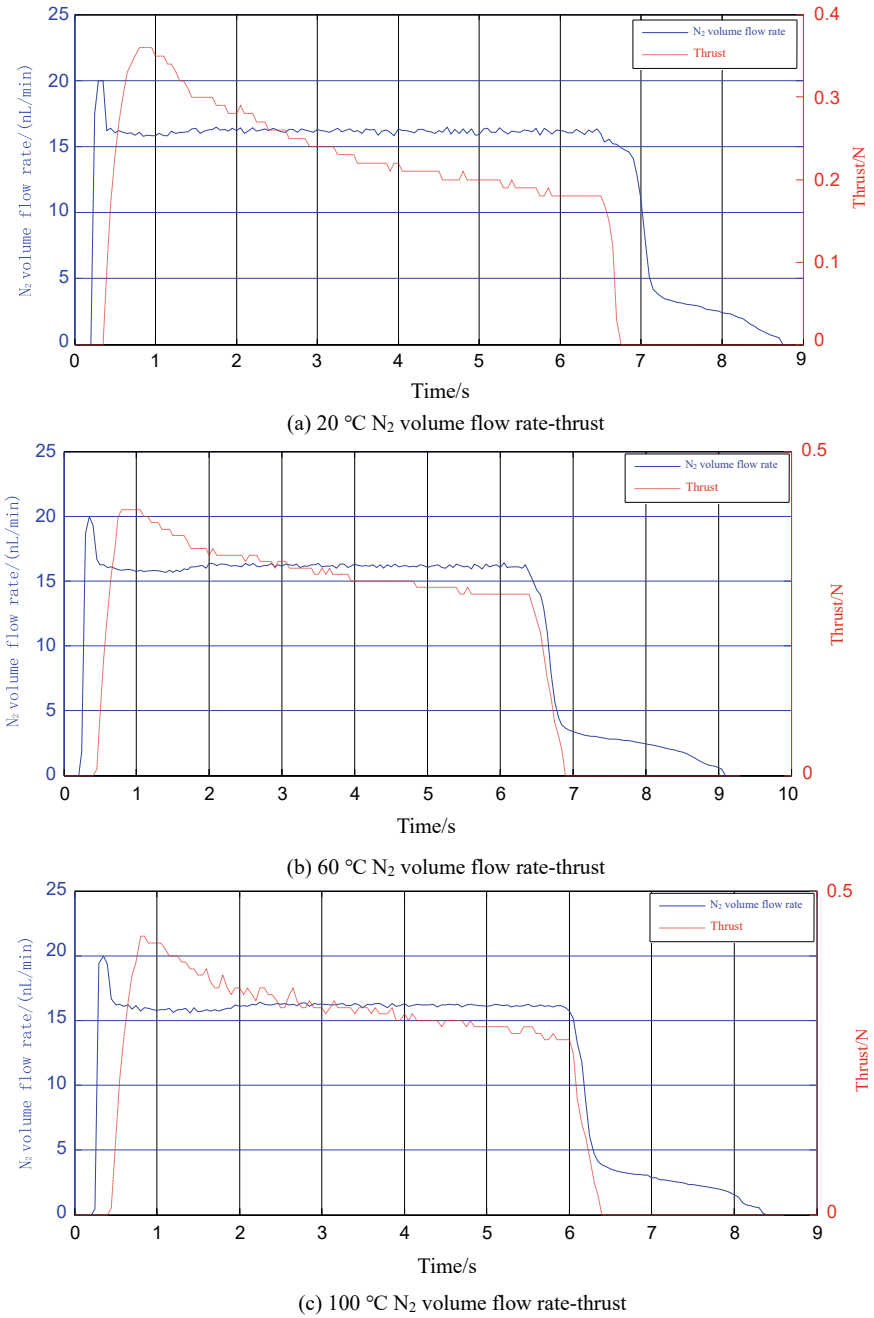 25
20
15
10
5
0
N₂ volume flow rate/(nL/min)
0.4
0.3
0.2
0.1
0
Thrust/N
N₂ volume flow rate
Thrust
0 1 2 3 4 5 6 7 8 9
Time/s
(a) 20 °C N₂ volume flow rate-thrust
25
20
15
10
5
0
N₂ volume flow rate/(nL/min)
0.5
0
Thrust/N
N₂ volume flow rate
Thrust
0 1 2 3 4 5 6 7 8 9 10
Time/s
(b) 60 °C N₂ volume flow rate-thrust
25
20
15
10
5
0
N₂ volume flow rate/(nL/min)
0.5
0
Thrust/N
N₂ volume flow rate
Thrust
0 1 2 3 4 5 6 7 8 9
Time/s
(c) 100 °C N₂ volume flow rate-thrust